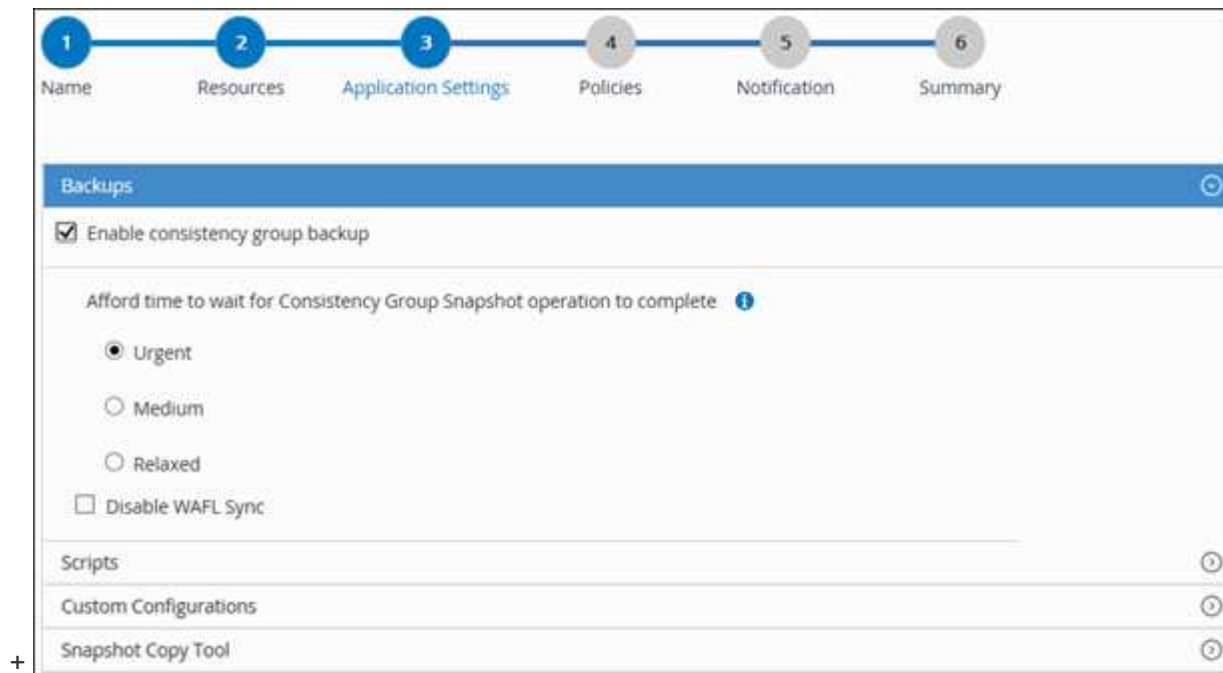 1 2 3 4 5 6
Name Resources Application Settings Policies Notification Summary
Backups
Enable consistency group backup
Afford time to wait for Consistency Group Snapshot operation to complete i
Urgent
Medium
Relaxed
Disable WAFL Sync
Scripts
Custom Configurations
Snapshot Copy Tool
+